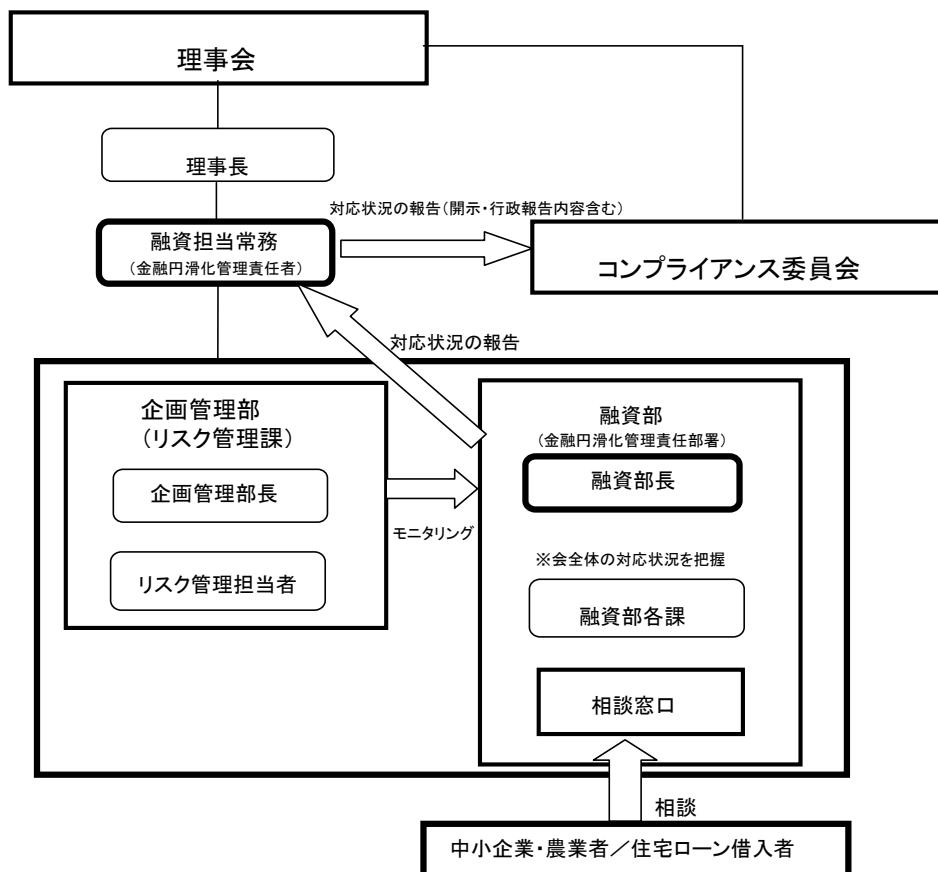 理事会
理事長
対応状況の報告（開示・行政報告内容含む）
融資担当常務
（金融円滑化管理責任者）
コンプライアンス委員会
対応状況の報告
企画管理部
（リスク管理課）
企画管理部長
リスク管理担当者
モニタリング
融資部
（金融円滑化管理責任部署）
融資部長
※会全体の対応状況を把握
融資部各課
相談窓口
相談
中小企業・農業者／住宅ローン借入者